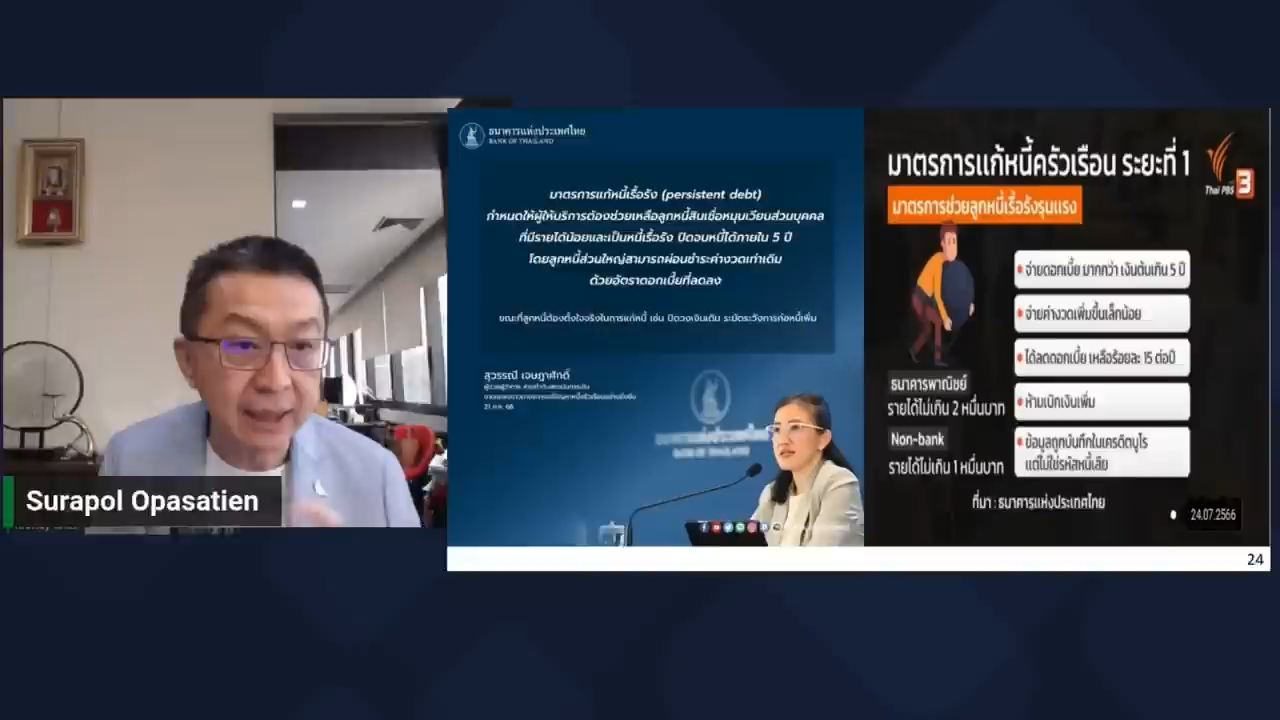 ธนาคารแห่งประเทศไทย
BANK OF THAILAND
มาตรการแก้หนี้เรื้อรัง (persistent debt)
กำหนดให้ผู้ให้บริการต้องช่วยเหลือลูกหนี้สินเชื่อหมุนเวียนส่วนบุคคล
ที่มีรายได้น้อยและเป็นหนี้เรื้อรัง ปิดจบหนี้ได้ภายใน 5 ปี
โดยลูกหนี้ส่วนใหญ่สามารถผ่อนชำระค่างวดเท่าเดิม
ด้วยอัตราดอกเบี้ยที่ลดลง
ขณะที่ลูกหนี้ต้องตั้งใจจริงในการแก้หนี้ เช่น ปิดวงเงินเดิม ระมัดระวังการก่อหนี้เพิ่ม
สุวรรณี เจษฎาศักดิ์
21 ก.ค. 66
มาตรการแก้หนี้ครัวเรือน ระยะที่ 1
Thai PBS 3
มาตรการช่วยลูกหนี้เรื้อรังรุนแรง
จ่ายดอกเบี้ย มากกว่า เงินต้นเกิน 5 ปี
จ่ายค่างวดเพิ่มขึ้นเล็กน้อย
ได้ลดดอกเบี้ย เหลือร้อยละ 15 ต่อปี
ห้ามเบิกเงินเพิ่ม
ข้อมูลถูกบันทึกในเครดิตบูโร
แต่ไม่ใช่รหัสหนี้เสีย
ธนาคารพาณิชย์
รายได้ไม่เกิน 2 หมื่นบาท
Non-bank
รายได้ไม่เกิน 1 หมื่นบาท
ที่มา : ธนาคารแห่งประเทศไทย
24.07.2566
24
Surapol Opasatien